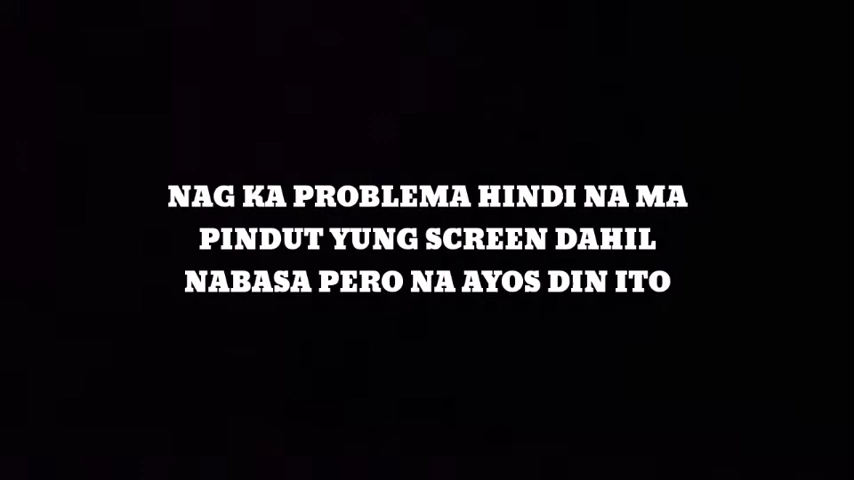 NAG KA PROBLEMA HINDI NA MA
PINDUT YUNG SCREEN DAHIL
NABASA PERO NA AYOS DIN ITO